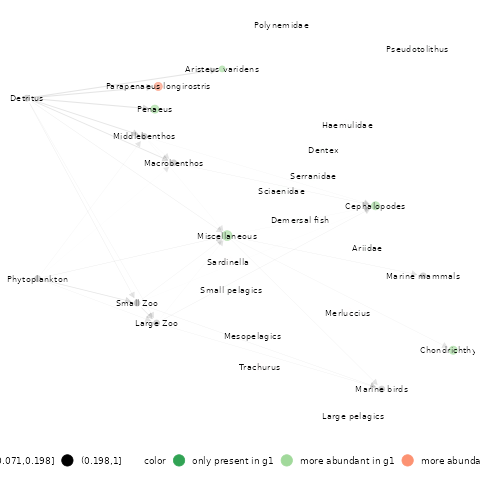 Polynemidae
Pseudotolithus
Aristeus varidens
Parapenaeus longirostris
Detritus
Penaeus
Haemulidae
Middlebenthos
Dentex
Macrobenthos
Serranidae
Sciaenidae
Cephalopodes
Demersal fish
Miscellaneous
Ariidae
Sardinella
Marine mammals
Phytoplankton
Small pelagics
Small Zoo
Merluccius
Large Zoo
Mesopelagics
Chondrichthy
Trachurus
Marine birds
Large pelagics
0.071,0.198] (0.198,1] color only present in g1 more abundant in g1 more abunda